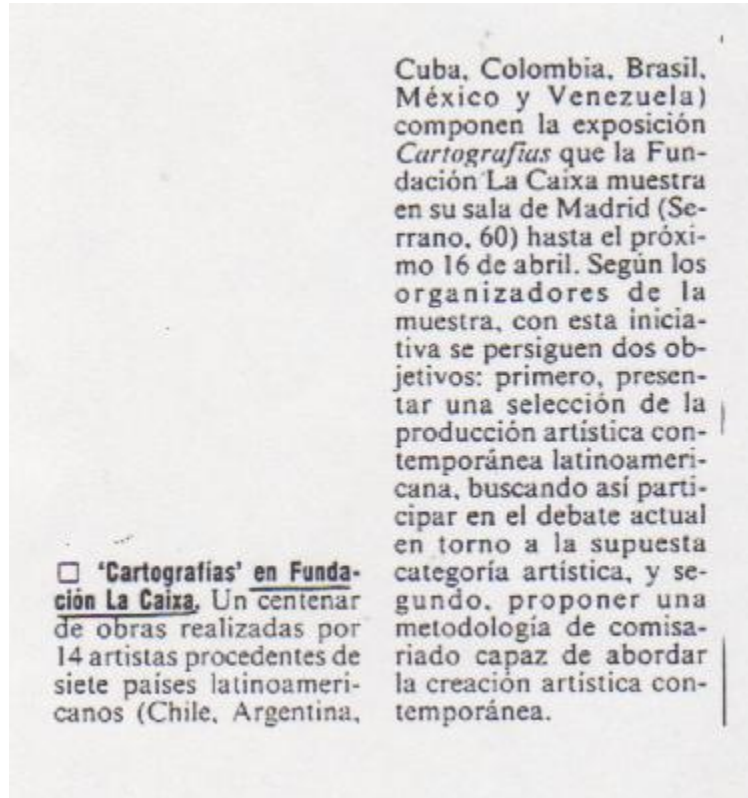 □ 'Cartografías' en Funda-
ción La Caixa. Un centenar
de obras realizadas por
14 artistas procedentes de
siete países latinoameri-
canos (Chile, Argentina,
Cuba, Colombia, Brasil,
México y Venezuela)
componen la exposición
Cartografías que la Fun-
dación La Caixa muestra
en su sala de Madrid (Se-
rrano, 60) hasta el próxi-
mo 16 de abril. Según los
organizadores de la
muestra, con esta inicia-
tiva se persiguen dos ob-
jetivos: primero, presen-
tar una selección de la
producción artística con-
temporánea latinoameri-
cana, buscando así parti-
cipar en el debate actual
en torno a la supuesta
categoría artística, y se-
gundo, proponer una
metodología de comisa-
riado capaz de abordar
la creación artística con-
temporánea.